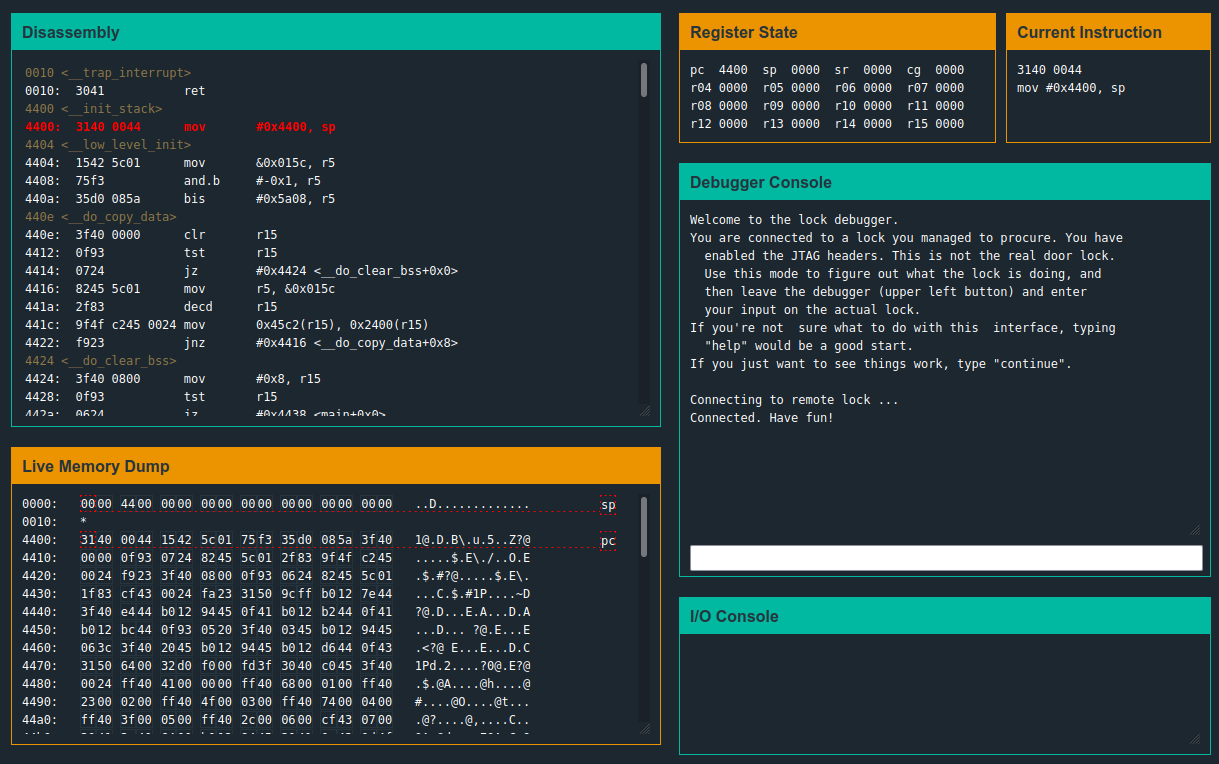 Disassembly
0010 <__trap_interrupt>
0010:  3041           ret
4400 <__init_stack>
4400:  3140 0044      mov       #0x4400, sp
4404 <__low_level_init>
4404:  1542 5c01      mov       &0x015c, r5
4408:  75f3           and.b     #-0x1, r5
440a:  35d0 085a      bis       #0x5a08, r5
440e <__do_copy_data>
440e:  3f40 0000      clr       r15
4412:  0f93           tst       r15
4414:  0724           jz        #0x4424 <__do_clear_bss+0x0>
4416:  8245 5c01      mov       r5, &0x015c
441a:  2f83           decd      r15
441c:  9f4f c245 0024 mov       0x45c2(r15), 0x2400(r15)
4422:  f923           jnz       #0x4416 <__do_copy_data+0x8>
4424 <__do_clear_bss>
4424:  3f40 0800      mov       #0x8, r15
4428:  0f93           tst       r15
442a:  0624           jz        #0x4438 <main+0x0>
Live Memory Dump
0000:   0000 4400 0000 0000 0000 0000 0000 0000   ..D.............   sp
0010:   *
4400:   3140 0044 1542 5c01 75f3 35d0 085a 3f40   1@.D.B\.u.5..Z?@   pc
4410:   0000 0f93 0724 8245 5c01 2f83 9f4f c245   .....$.E\./..O.E
4420:   0024 f923 3f40 0800 0f93 0624 8245 5c01   .$.#?@.....$.E\.
4430:   1f83 cf43 0024 fa23 3150 9cff b012 7e44   ...C.$.#1P....~D
4440:   3f40 e444 b012 9445 0f41 b012 b244 0f41   ?@.D...E.A...D.A
4450:   b012 bc44 0f93 0520 3f40 0345 b012 9445   ...D... ?@.E...E
4460:   063c 3f40 2045 b012 9445 b012 d644 0f43   .<?@ E...E...D.C
4470:   3150 6400 32d0 f000 fd3f 3040 c045 3f40   1Pd.2....?0@.E?@
4480:   0024 ff40 4100 0000 ff40 6800 0100 ff40   .$.@A....@h....@
4490:   2300 0200 ff40 4f00 0300 ff40 7400 0400   #....@O....@t...
44a0:   ff40 3f00 0500 ff40 2c00 0600 cf43 0700   .@?....@,....C..
Register State
pc  4400  sp  0000  sr  0000  cg  0000
r04 0000  r05 0000  r06 0000  r07 0000
r08 0000  r09 0000  r10 0000  r11 0000
r12 0000  r13 0000  r14 0000  r15 0000
Current Instruction
3140 0044
mov #0x4400, sp
Debugger Console
Welcome to the lock debugger.
You are connected to a lock you managed to procure. You have
enabled the JTAG headers. This is not the real door lock.
Use this mode to figure out what the lock is doing, and
then leave the debugger (upper left button) and enter
your input on the actual lock.
If you're not  sure what to do with this  interface, typing
"help" would be a good start.
If you just want to see things work, type "continue".
Connecting to remote lock ...
Connected. Have fun!
I/O Console